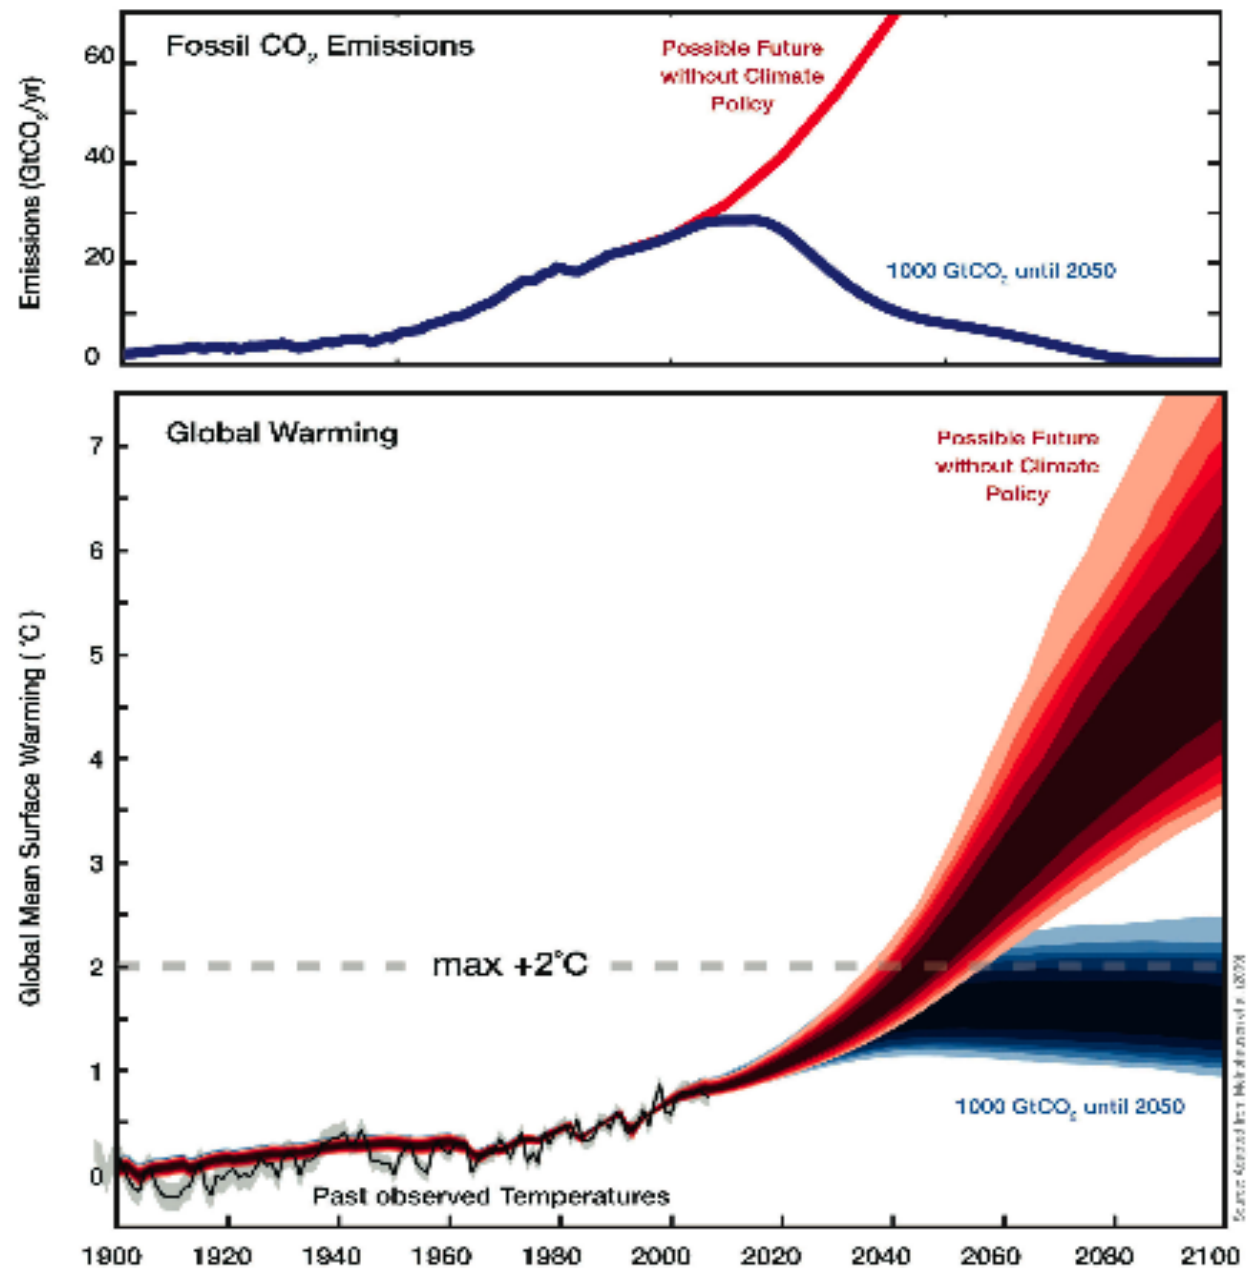 Fossil CO₂ Emissions
Possible Future
without Climate
Policy
1000 GtCO₂ until 2050
Emissions (GtCO₂/yr)
60
40
20
0
Global Warming
Possible Future
without Climate
Policy
max +2°C
1000 GtCO₂ until 2050
Past observed Temperatures
Global Mean Surface Warming (°C)
7
6
5
4
3
2
1
0
1900 1920 1940 1960 1980 2000 2020 2040 2060 2080 2100
Source: Adapted from